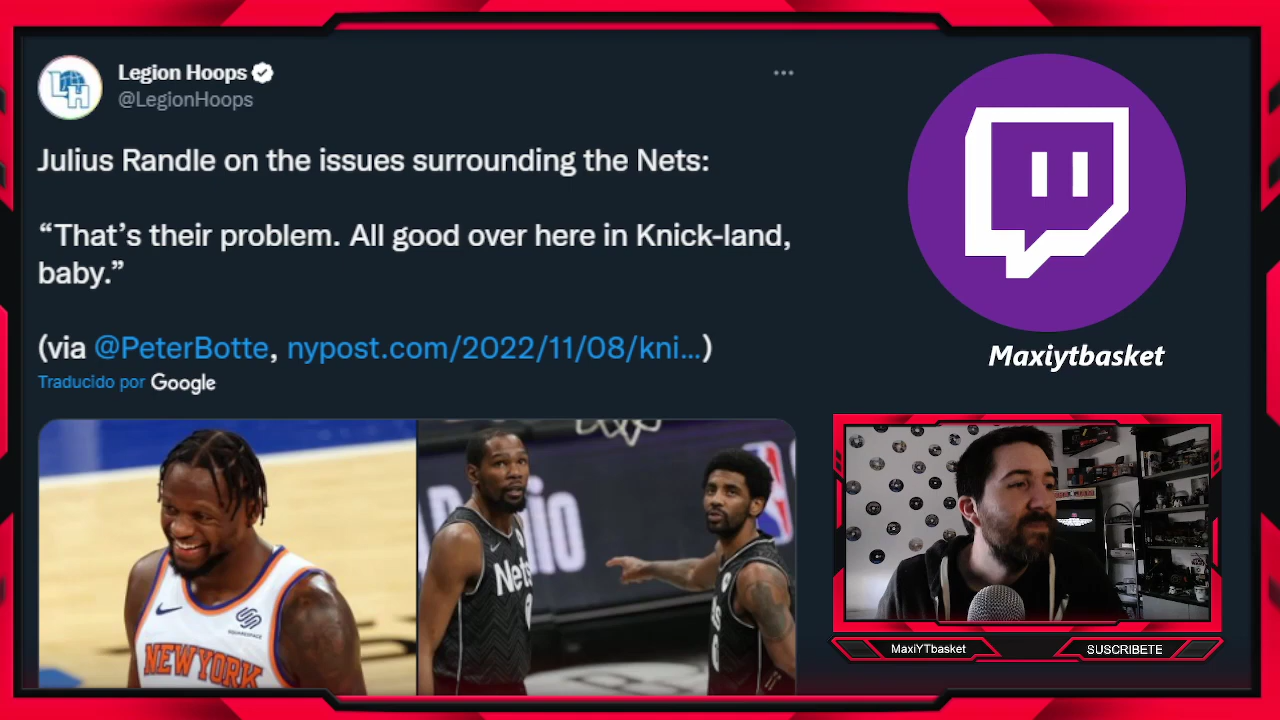 Legion Hoops
@LegionHoops
Julius Randle on the issues surrounding the Nets:
“That’s their problem. All good over here in Knick-land,
baby.”
(via @PeterBotte, nypost.com/2022/11/08/kni...)
Traducido por Google
NEW YORK
SQUARESPACE
Nets
Maxiytbasket
MaxiYTbasket
SUSCRIBETE